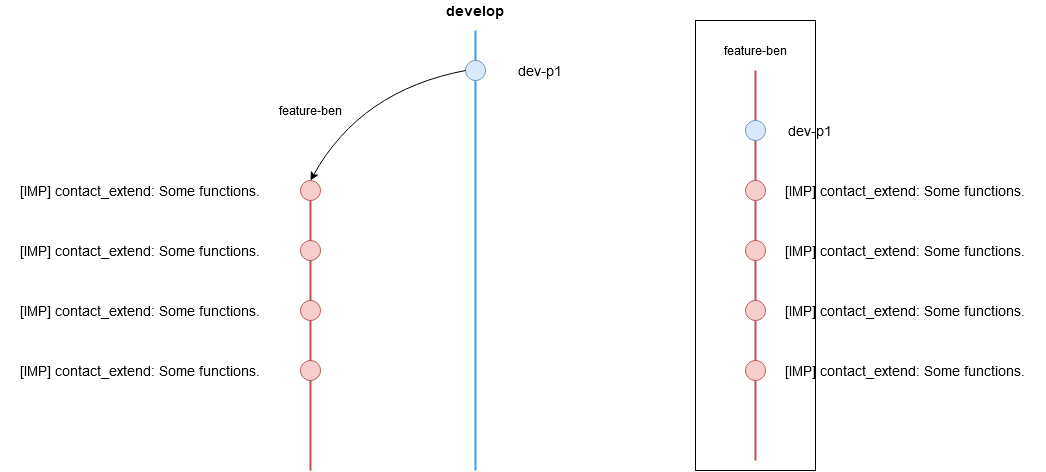 develop
dev-p1
feature-ben
[IMP] contact_extend: Some functions.
[IMP] contact_extend: Some functions.
[IMP] contact_extend: Some functions.
[IMP] contact_extend: Some functions.
feature-ben
dev-p1
[IMP] contact_extend: Some functions.
[IMP] contact_extend: Some functions.
[IMP] contact_extend: Some functions.
[IMP] contact_extend: Some functions.